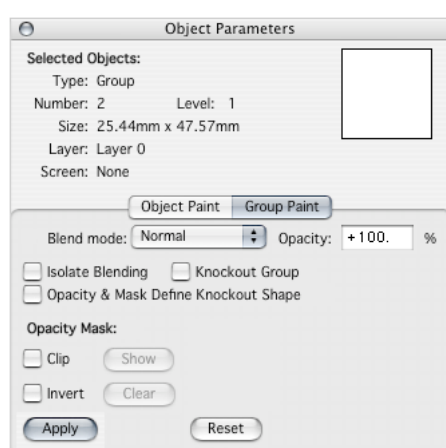 Object Parameters
Selected Objects:
Type: Group
Number: 2 Level: 1
Size: 25.44mm x 47.57mm
Layer: Layer 0
Screen: None
Object Paint Group Paint
Blend mode: Normal Opacity: +100. %
Isolate Blending Knockout Group
Opacity & Mask Define Knockout Shape
Opacity Mask:
Clip Show
Invert Clear
Apply Reset